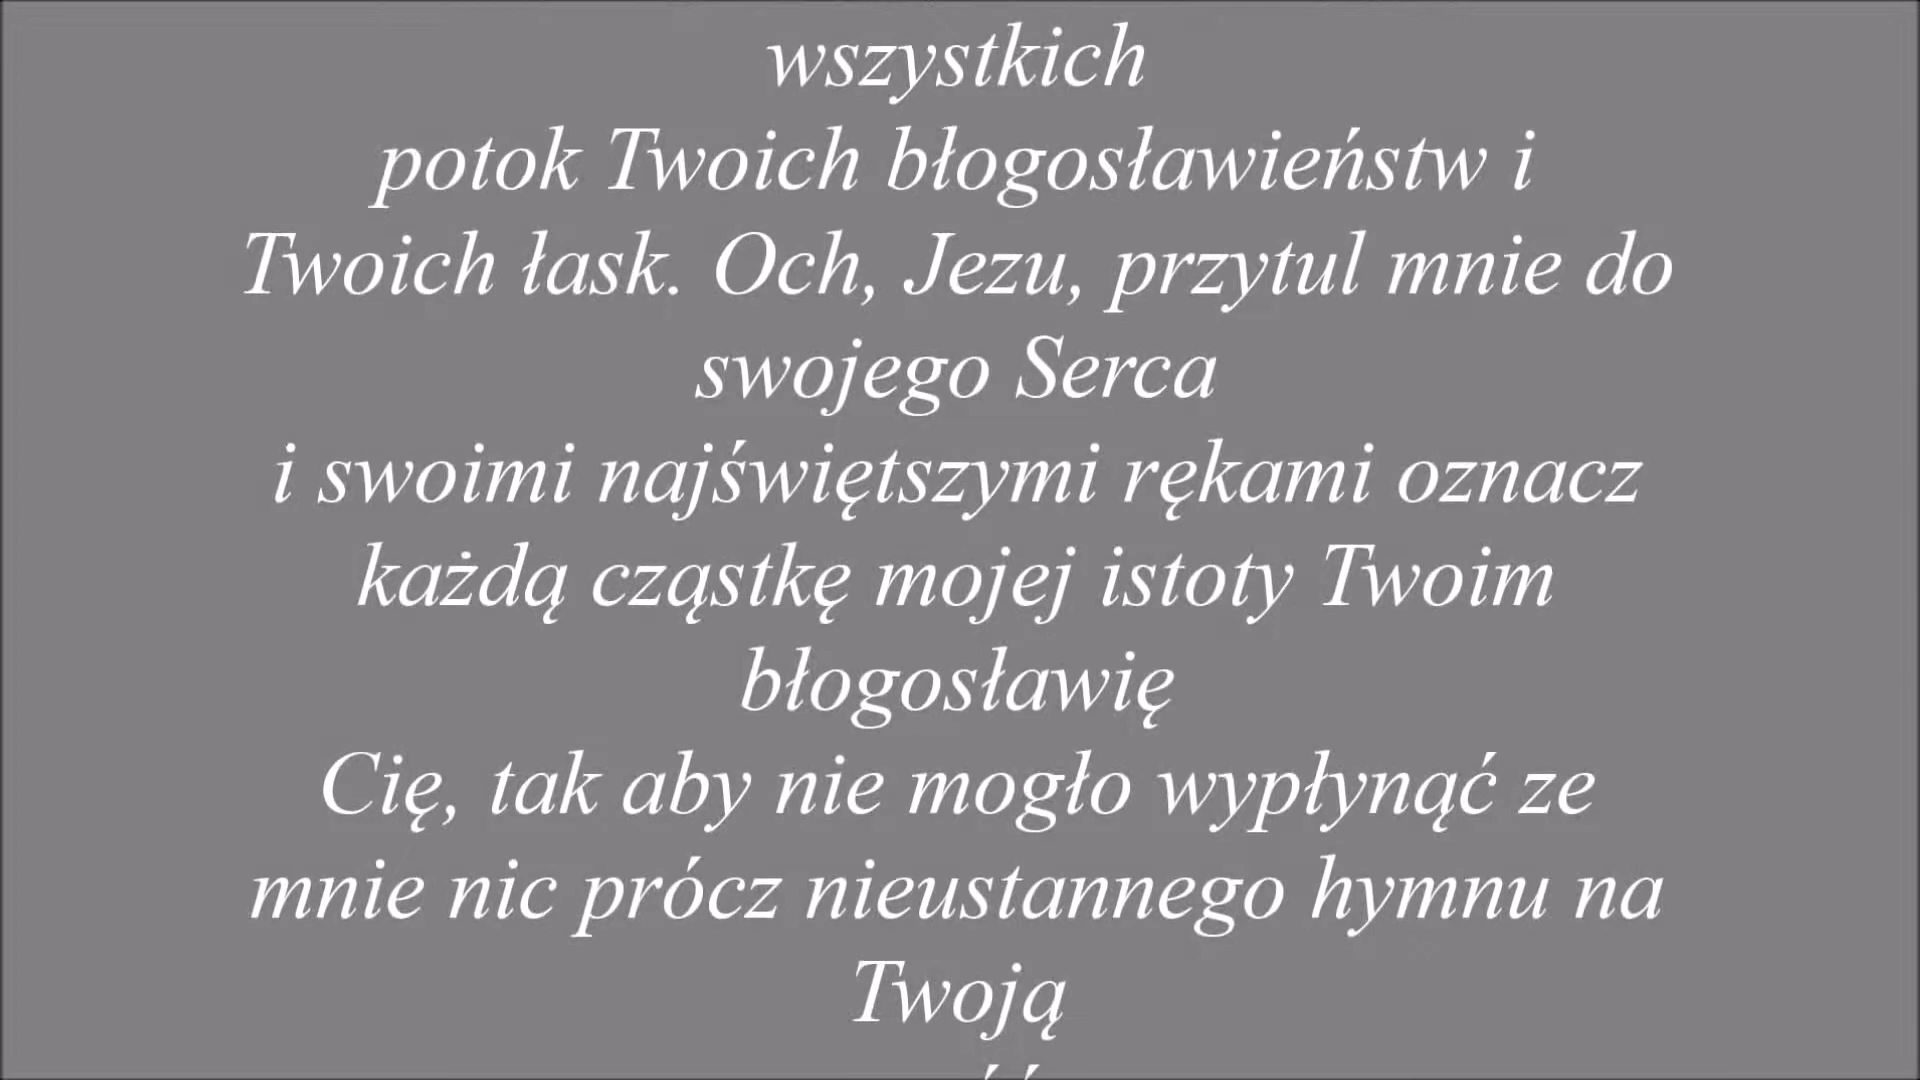 wszystkich
potok Twoich błogosławieństw i
Twoich łask. Och, Jezu, przytul mnie do
swojego Serca
i swoimi najświętszymi rękami oznacz
każdą cząstkę mojej istoty Twoim
błogosławię
Cię, tak aby nie mogło wypłynąć ze
mnie nic prócz nieustannego hymnu na
Twoją